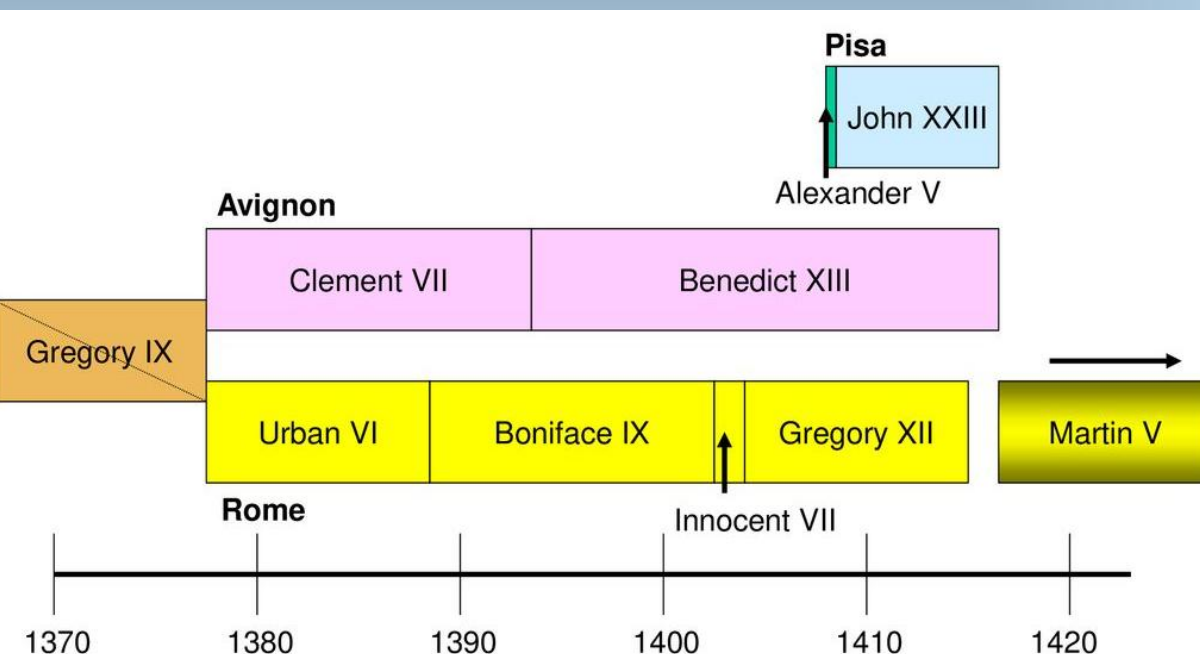 Pisa
John XXIII
Alexander V
Avignon
Clement VII
Benedict XIII
Gregory IX
Urban VI
Boniface IX
Gregory XII
Martin V
Rome
Innocent VII
1370
1380
1390
1400
1410
1420